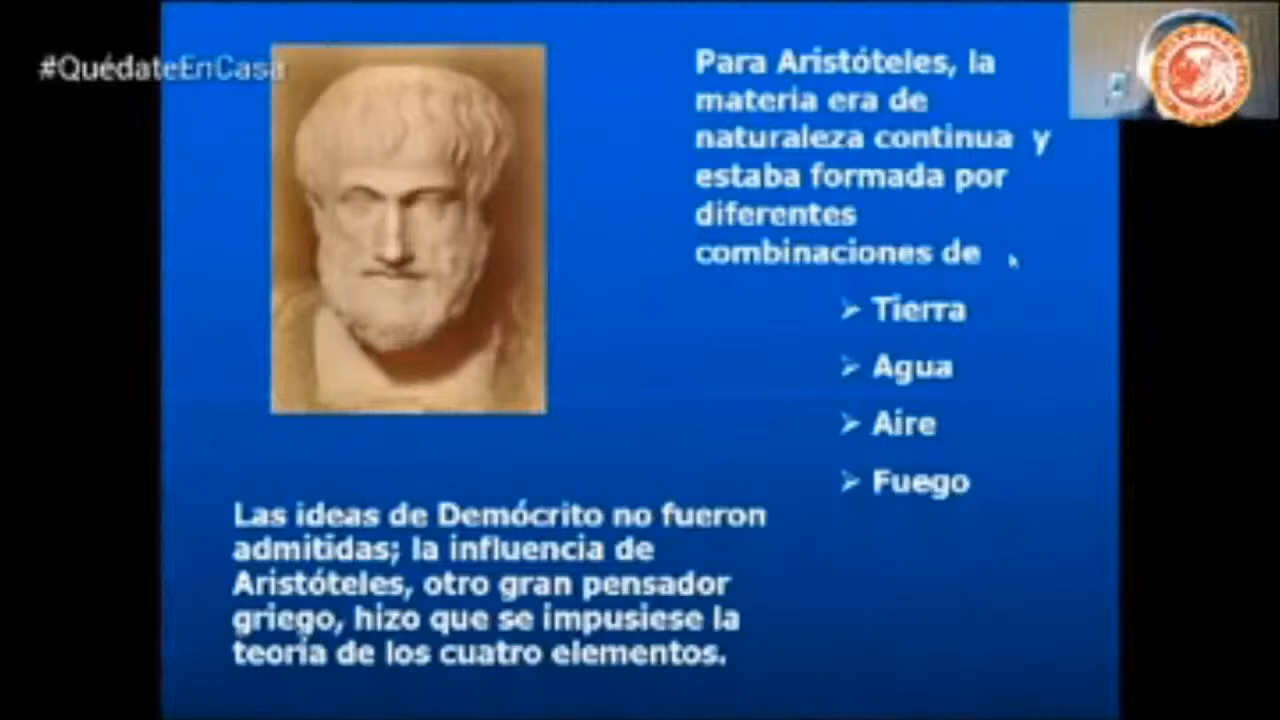 #QuédateEnCasa
Para Aristóteles, la
materia era de
naturaleza continua y
estaba formada por
diferentes
combinaciones de
➢ Tierra
➢ Agua
➢ Aire
➢ Fuego
Las ideas de Demócrito no fueron
admitidas; la influencia de
Aristóteles, otro gran pensador
griego, hizo que se impusiese la
teoría de los cuatro elementos.